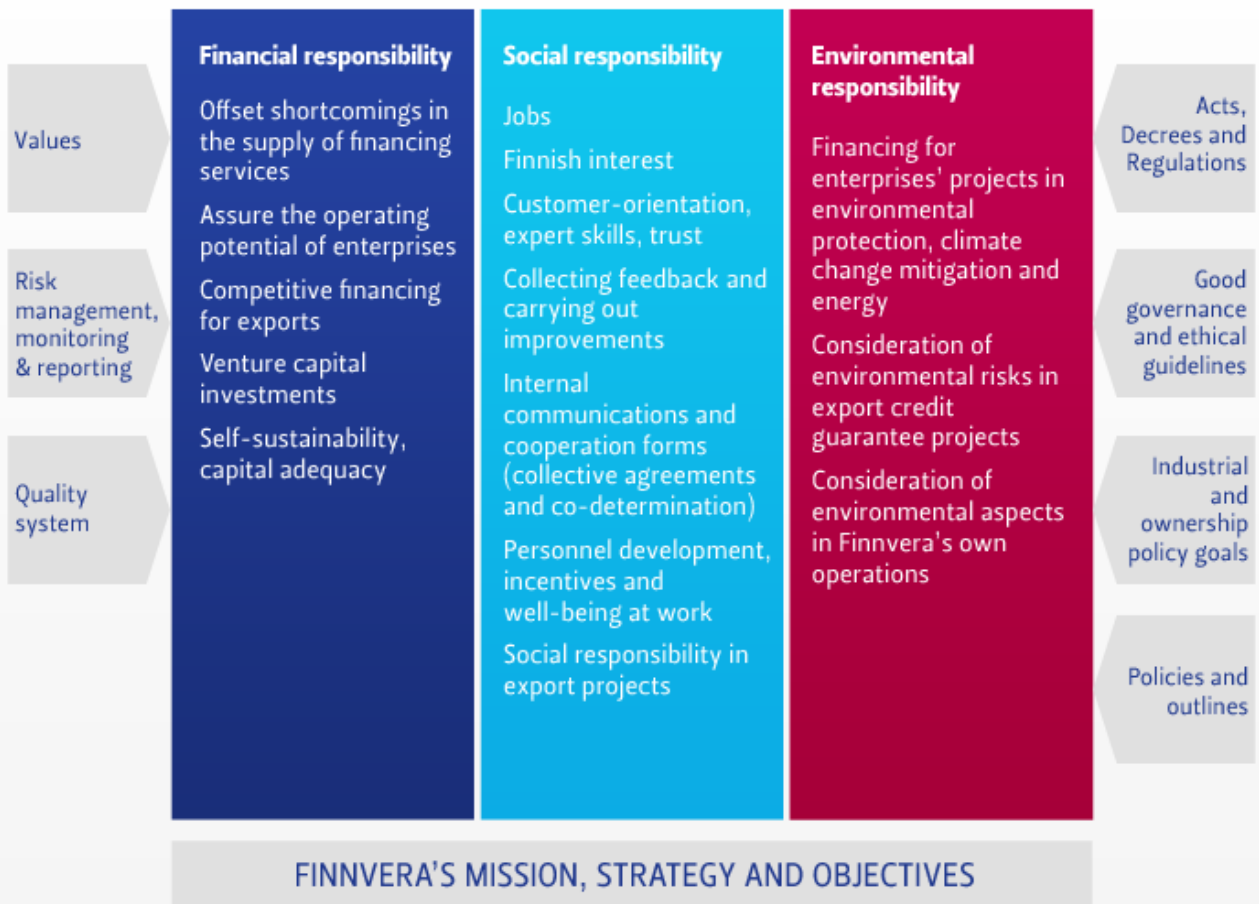 Values
Risk
management,
monitoring
& reporting
Quality
system
Financial responsibility
Offset shortcomings in
the supply of financing
services
Assure the operating
potential of enterprises
Competitive financing
for exports
Venture capital
investments
Self-sustainability,
capital adequacy
Social responsibility
Jobs
Finnish interest
Customer-orientation,
expert skills, trust
Collecting feedback and
carrying out
improvements
Internal
communications and
cooperation forms
(collective agreements
and co-determination)
Personnel development,
incentives and
well-being at work
Social responsibility in
export projects
Environmental
responsibility
Financing for
enterprises' projects in
environmental
protection, climate
change mitigation and
energy
Consideration of
environmental risks in
export credit
guarantee projects
Consideration of
environmental aspects
in Finnvera's own
operations
Acts,
Decrees and
Regulations
Good
governance
and ethical
guidelines
Industrial
and
ownership
policy goals
Policies and
outlines
FINNVERA'S MISSION, STRATEGY AND OBJECTIVES